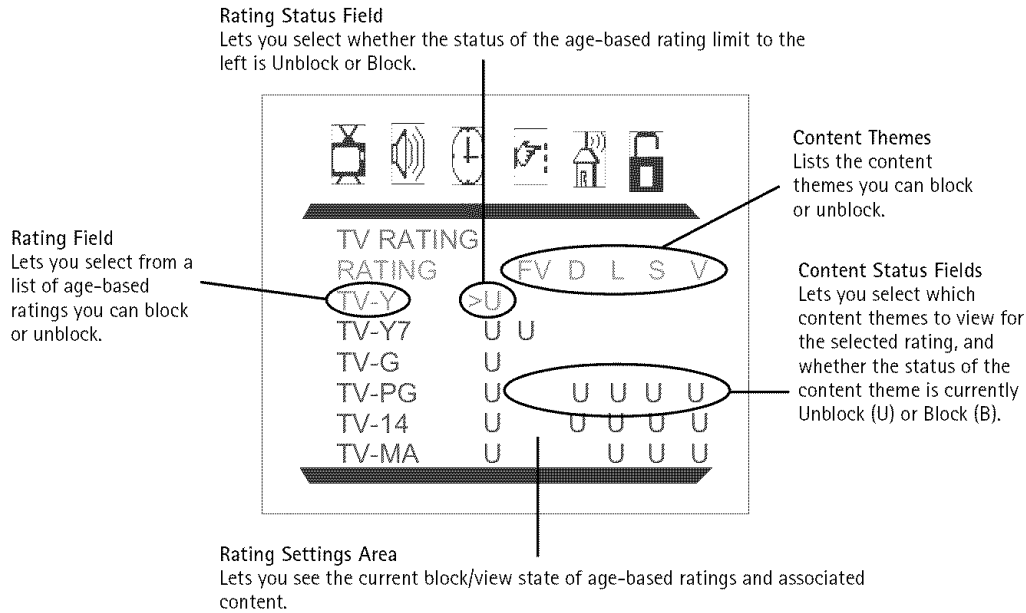 Rating Status Field
Lets you select whether the status of the age-based rating limit to the
left is Unblock or Block.
Content Themes
Lists the content
themes you can block
or unblock.
Rating Field
Lets you select from a
list of age-based
ratings you can block
or unblock.
TV RATING
RATING FV D L S V
TV-Y >U
TV-Y7 U U
TV-G U
TV-PG U U U U U
TV-14 U U U U U
TV-MA U U U U
Content Status Fields
Lets you select which
content themes to view for
the selected rating, and
whether the status of the
content theme is currently
Unblock (U) or Block (B).
Rating Settings Area
Lets you see the current block/view state of age-based ratings and associated
content.